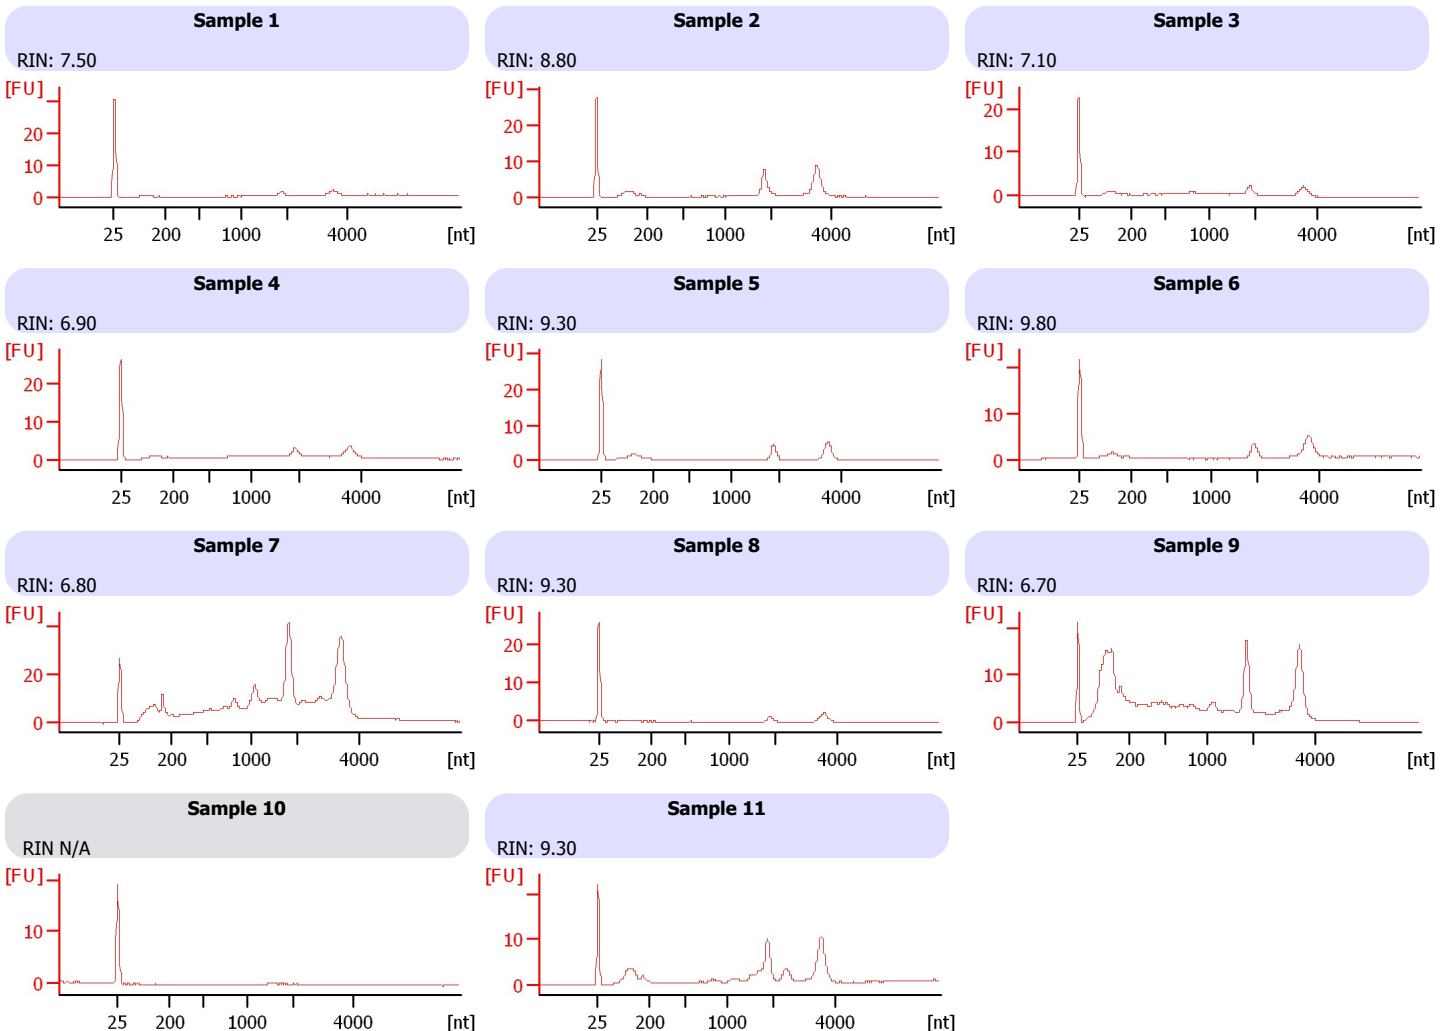 Sample 1
RIN: 7.50
[FU]
20
10
0
25 200 1000 4000 [nt]
Sample 2
RIN: 8.80
[FU]
20
10
0
25 200 1000 4000 [nt]
Sample 3
RIN: 7.10
[FU]
20
10
0
25 200 1000 4000 [nt]
Sample 4
RIN: 6.90
[FU]
20
10
0
25 200 1000 4000 [nt]
Sample 5
RIN: 9.30
[FU]
20
10
0
25 200 1000 4000 [nt]
Sample 6
RIN: 9.80
[FU]
10
0
25 200 1000 4000 [nt]
Sample 7
RIN: 6.80
[FU]
20
0
25 200 1000 4000 [nt]
Sample 8
RIN: 9.30
[FU]
20
10
0
25 200 1000 4000 [nt]
Sample 9
RIN: 6.70
[FU]
10
0
25 200 1000 4000 [nt]
Sample 10
RIN N/A
[FU]
10
0
25 200 1000 4000 [nt]
Sample 11
RIN: 9.30
[FU]
10
0
25 200 1000 4000 [nt]